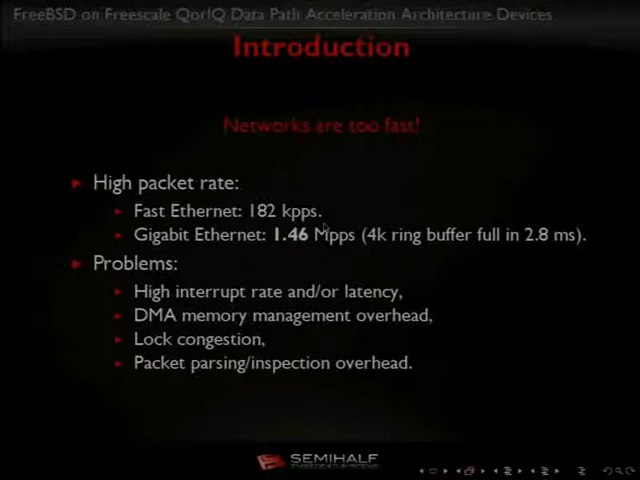 FreeBSD on Freescale QorIQ Data Path Acceleration Architecture Devices
Introduction
Networks are too fast!
High packet rate:
Fast Ethernet: 182 kpps.
Gigabit Ethernet: 1.46 Mpps (4k ring buffer full in 2.8 ms).
Problems:
High interrupt rate and/or latency,
DMA memory management overhead,
Lock congestion,
Packet parsing/inspection overhead.
SEMIHALF